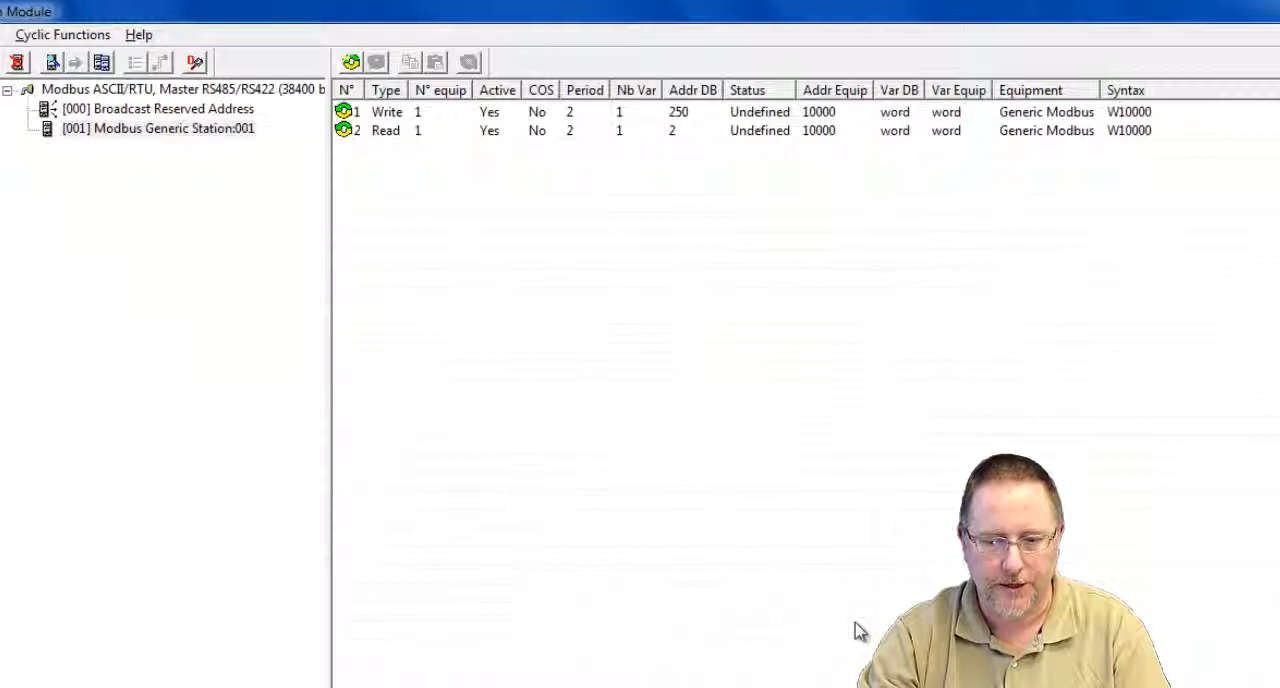 Module
Cyclic Functions Help
Modbus ASCII/RTU, Master RS485/RS422 (38400 b
[000] Broadcast Reserved Address
[001] Modbus Generic Station:001
N° Type N° equip Active COS Period Nb Var Addr DB Status Addr Equip Var DB Var Equip Equipment Syntax
1 Write 1 Yes No 2 1 250 Undefined 10000 word word Generic Modbus W10000
2 Read 1 Yes No 2 1 2 Undefined 10000 word word Generic Modbus W10000